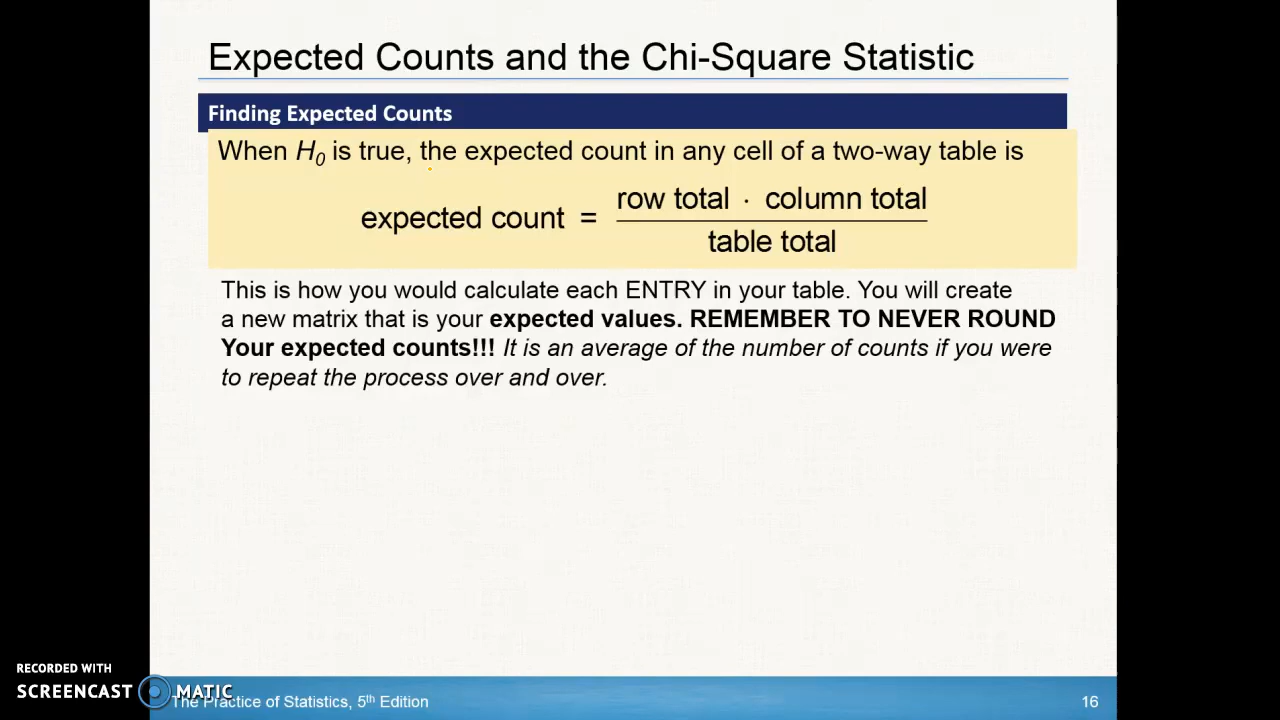 Expected Counts and the Chi-Square Statistic
Finding Expected Counts
When H₀ is true, the expected count in any cell of a two-way table is
expected count = row total · column total
table total
This is how you would calculate each ENTRY in your table. You will create
a new matrix that is your expected values. REMEMBER TO NEVER ROUND
Your expected counts!!! It is an average of the number of counts if you were
to repeat the process over and over.
RECORDED WITH
SCREENCAST MATIC
The Practice of Statistics, 5th Edition
16